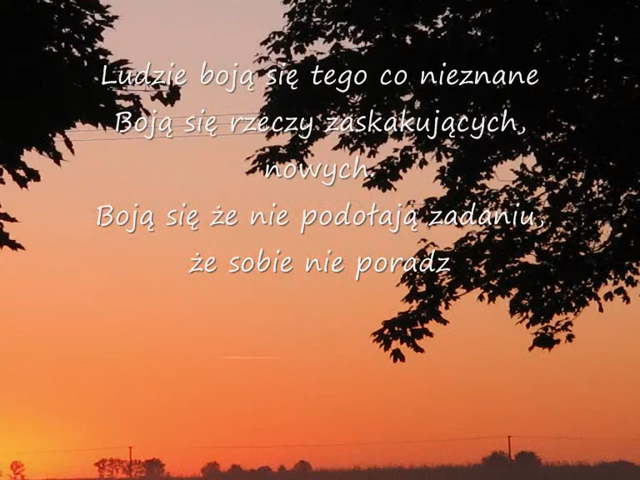 Ludzie boją się tego co nieznane
Boją się rzeczy zaskakujących,
nowych.
Boją się że nie podołają zadaniu,
że sobie nie poradz